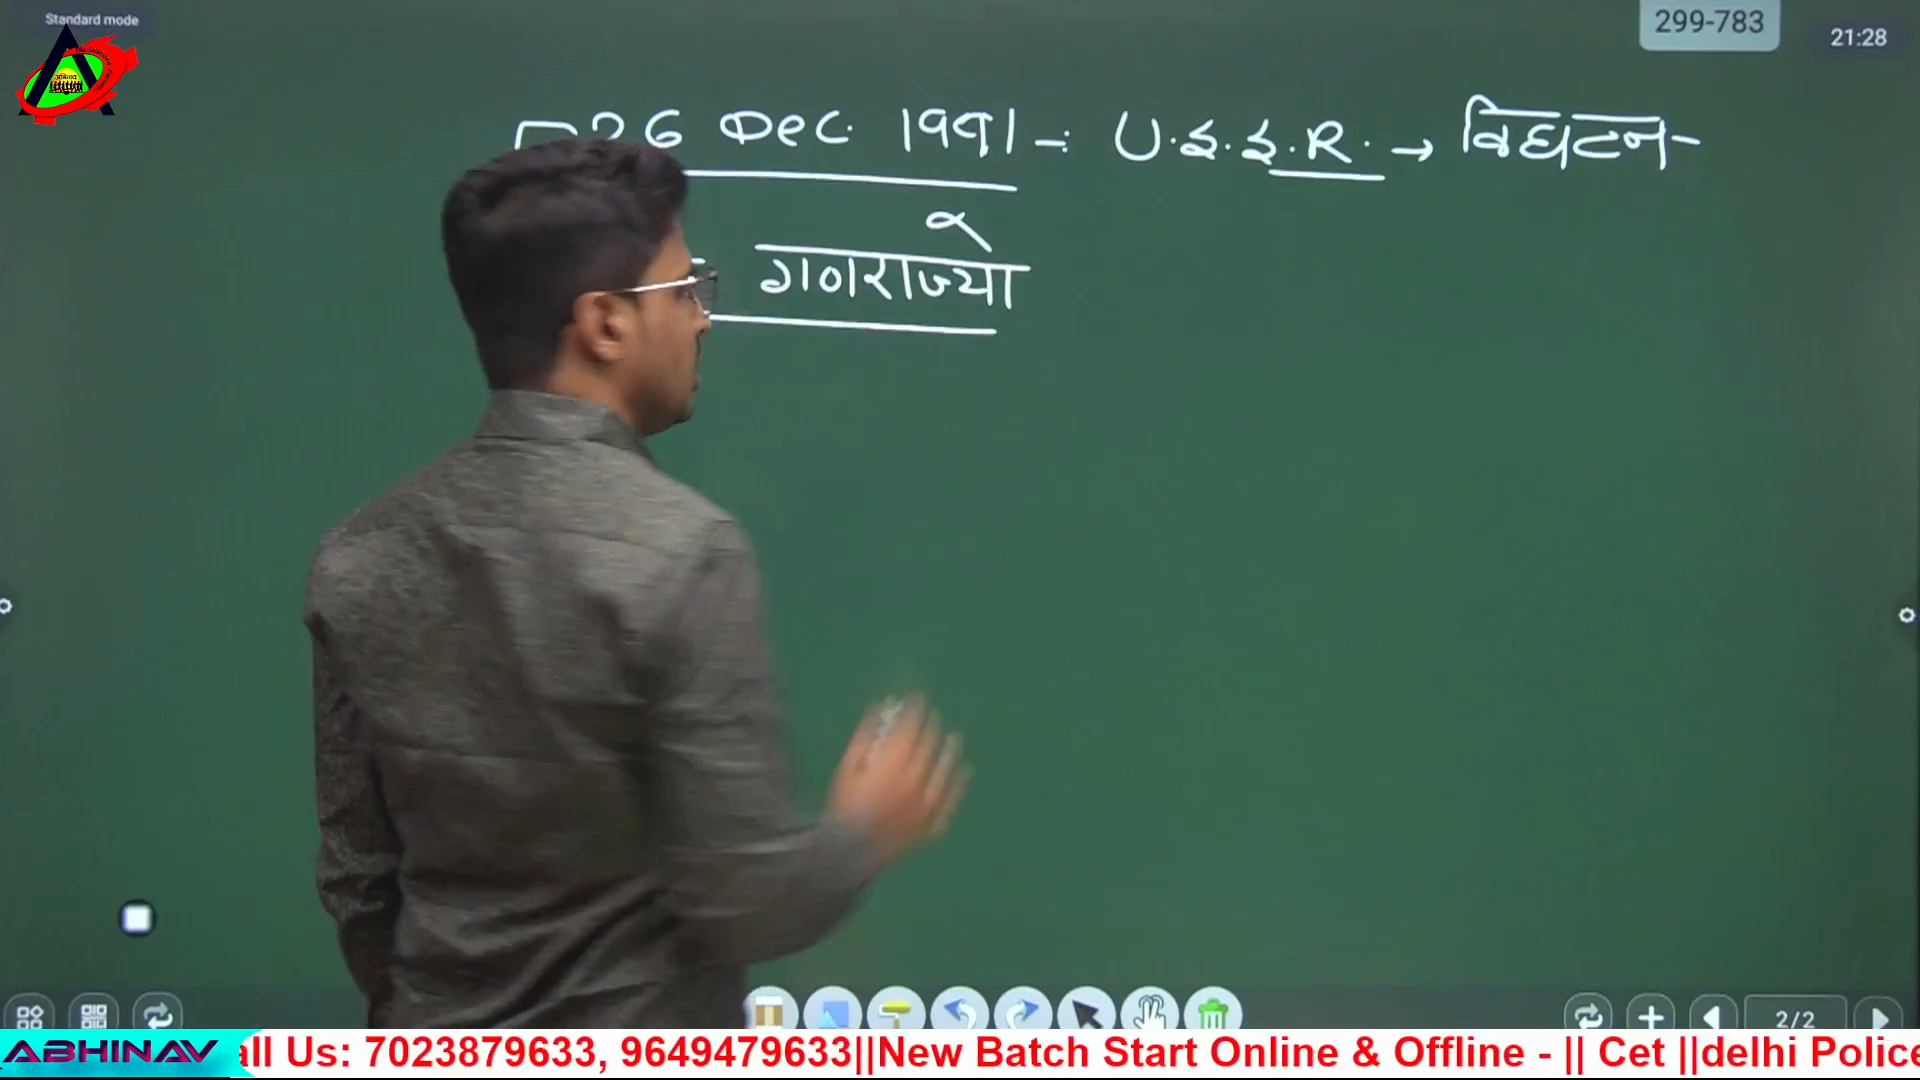 Standard mode
299-783
21:28
26 Dec. 1991 -: U.S.S.R. → विघटन-
गणराज्यो
2/2
ABHINAV
all Us: 7023879633, 9649479633||New Batch Start Online & Offline - || Cet ||delhi Police